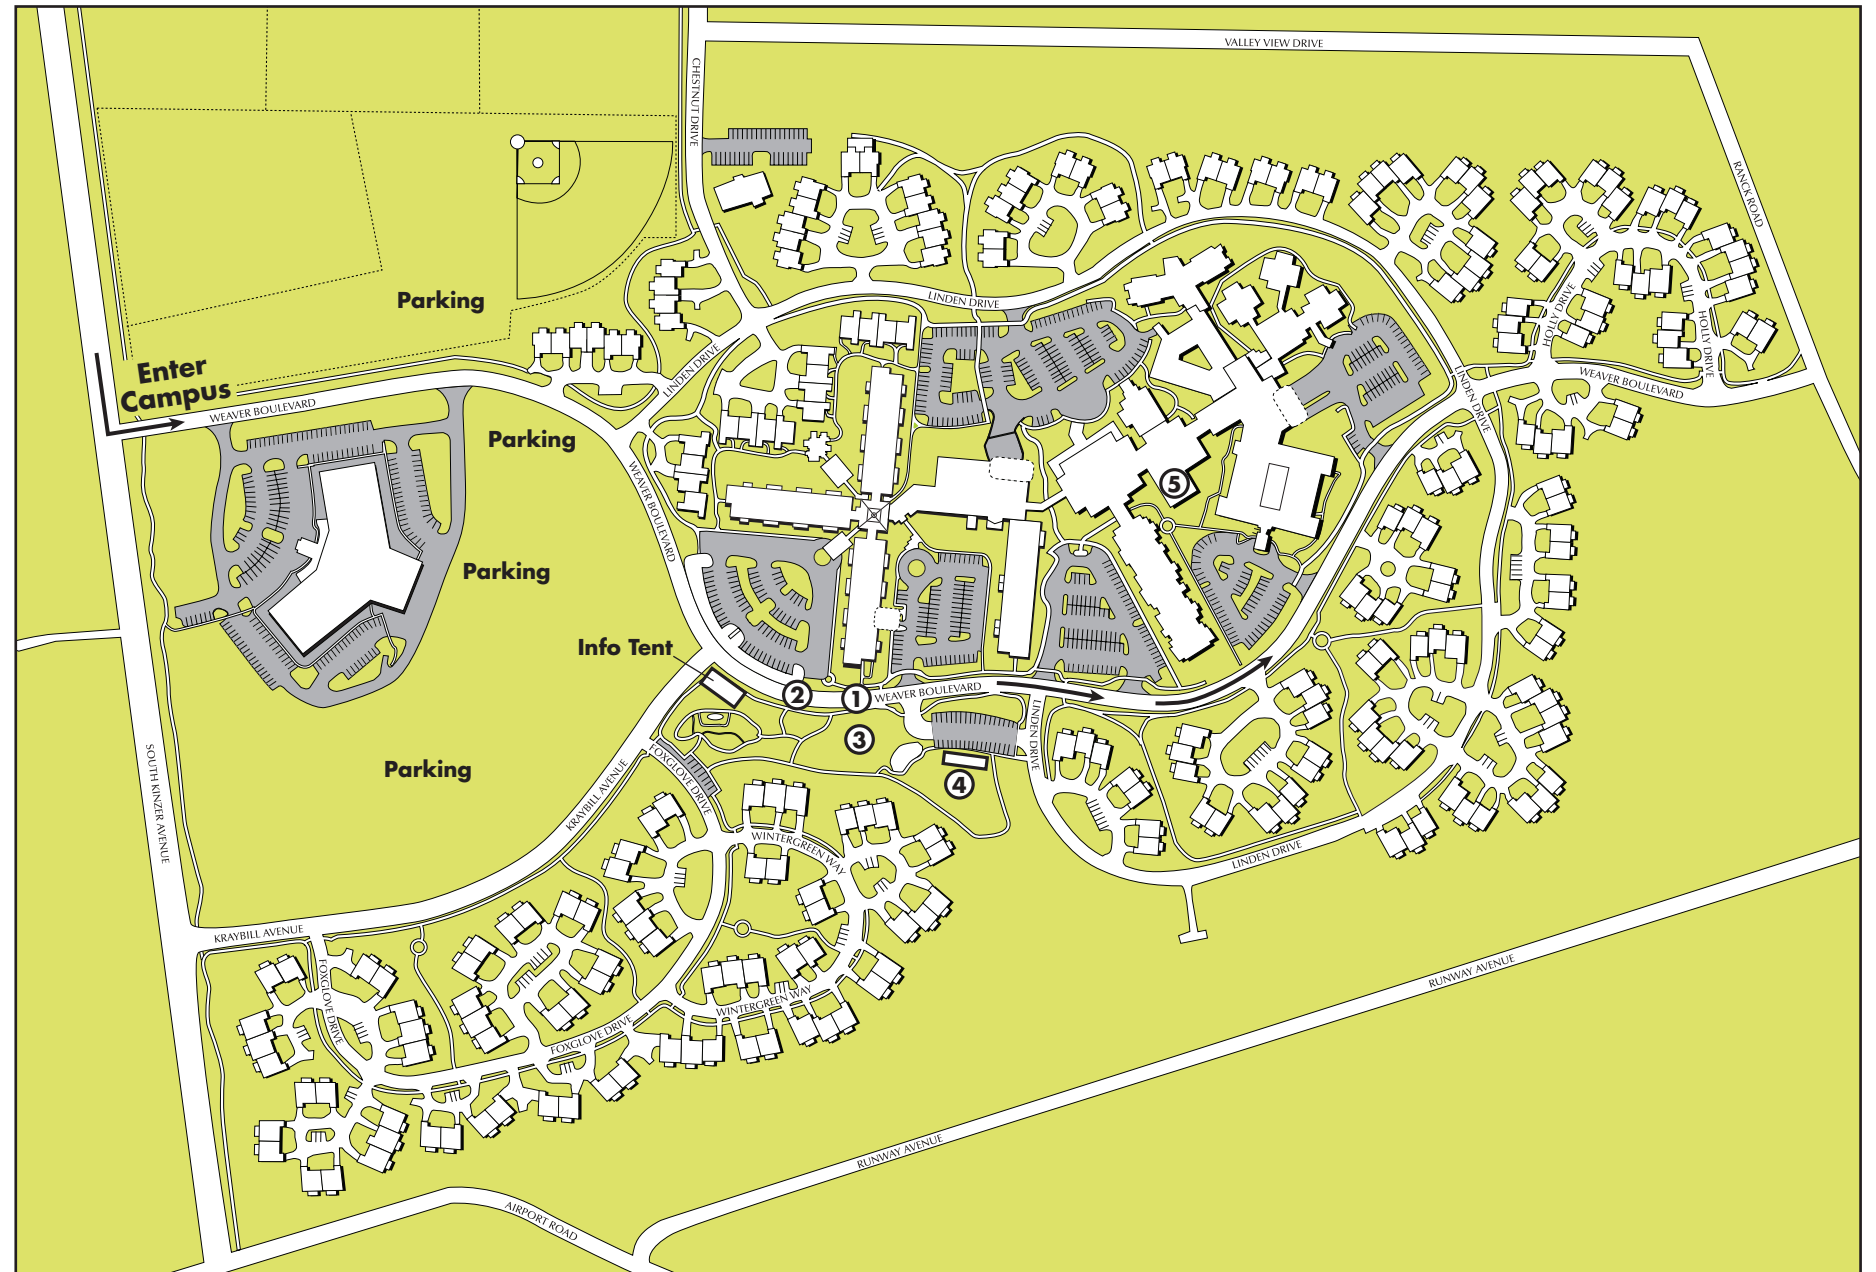 VALLEY VIEW DRIVE
CHESTNUT DRIVE
RANCK ROAD
Parking
LINDEN DRIVE
HOLLY DRIVE
HOLLY DRIVE
Enter
Campus
WEAVER BOULEVARD
LINDEN DRIVE
LINDEN DRIVE
WEAVER BOULEVARD
Parking
WEAVER BOULEVARD
5
Parking
Info Tent
2
1
WEAVER BOULEVARD
3
LINDEN DRIVE
4
SOUTH KINZER AVENUE
Parking
FOXGLOVE DRIVE
KRAYBILL AVENUE
WINTERGREEN WAY
LINDEN DRIVE
KRAYBILL AVENUE
FOXGLOVE DRIVE
WINTERGREEN WAY
FOXGLOVE DRIVE
RUNWAY AVENUE
RUNWAY AVENUE
AIRPORT ROAD